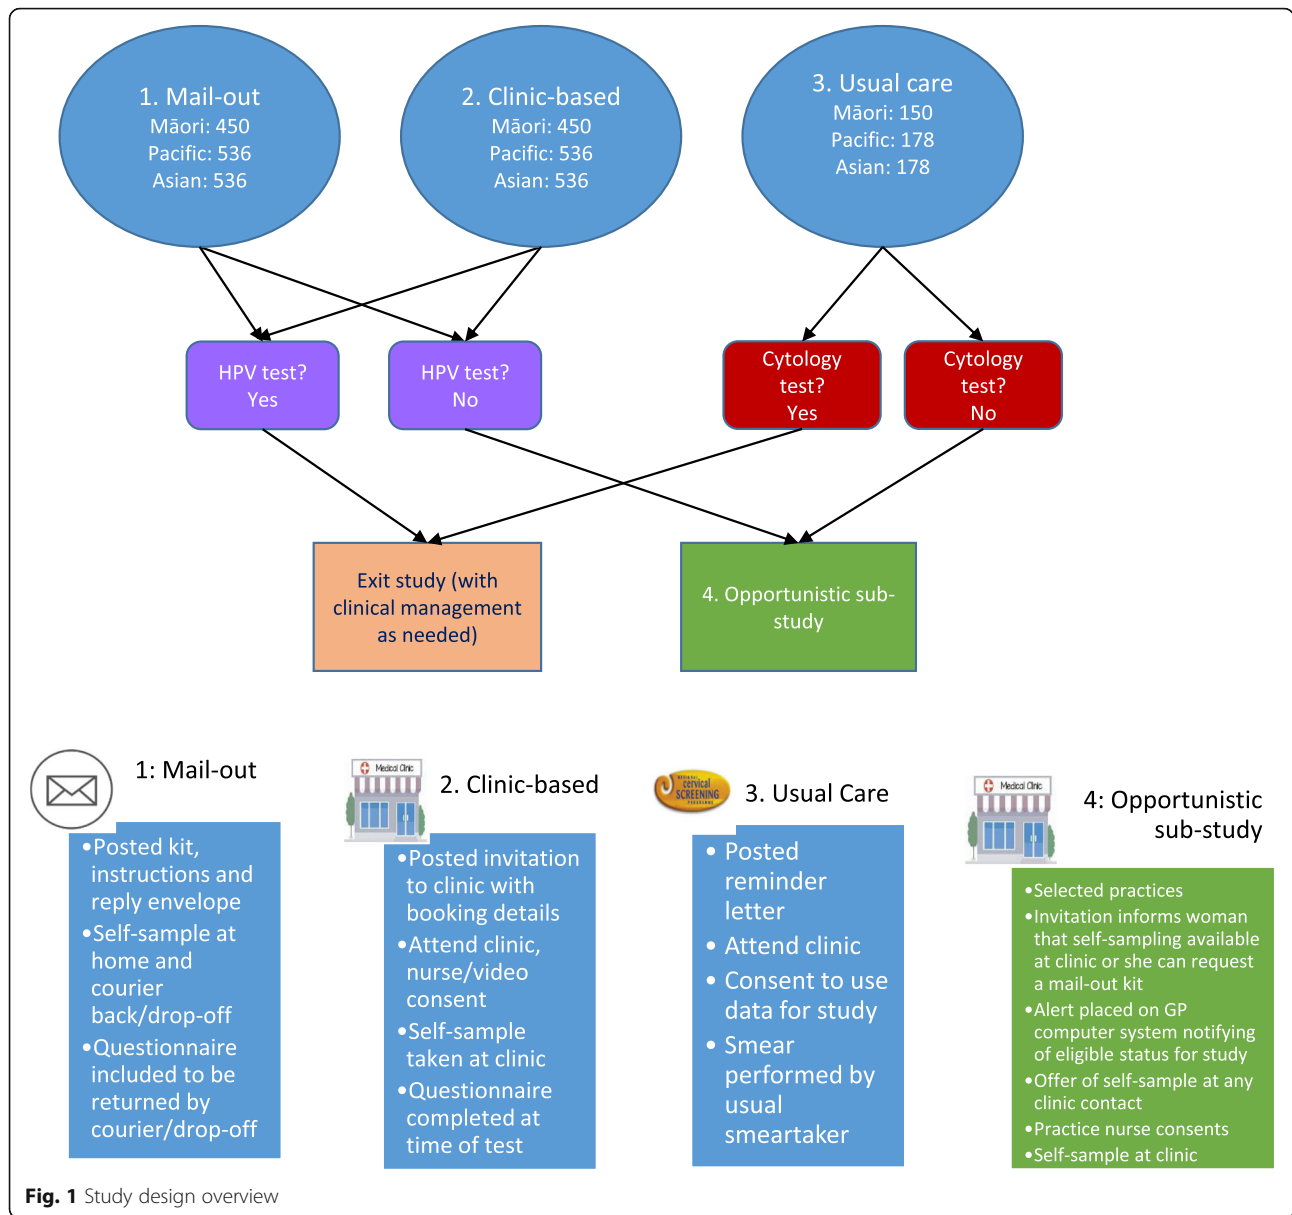 1. Mail-out
Māori: 450
Pacific: 536
Asian: 536
2. Clinic-based
Māori: 450
Pacific: 536
Asian: 536
3. Usual care
Māori: 150
Pacific: 178
Asian: 178
HPV test?
Yes
HPV test?
No
Cytology
test?
Yes
Cytology
test?
No
Exit study (with
clinical management
as needed)
4. Opportunistic sub-
study
1: Mail-out
•Posted kit,
instructions and
reply envelope
•Self-sample at
home and
courier
back/drop-off
•Questionnaire
included to be
returned by
courier/drop-off
Medical Clinic
2. Clinic-based
•Posted invitation
to clinic with
booking details
•Attend clinic,
nurse/video
consent
•Self-sample
taken at clinic
•Questionnaire
completed at
time of test
NATIONAL
cervical
SCREENING
PROGRAMME
3. Usual Care
• Posted
reminder
letter
• Attend clinic
• Consent to use
data for study
• Smear
performed by
usual
smeartaker
Medical Clinic
4: Opportunistic
sub-study
•Selected practices
•Invitation informs woman
that self-sampling available
at clinic or she can request
a mail-out kit
•Alert placed on GP
computer system notifying
of eligible status for study
•Offer of self-sample at any
clinic contact
•Practice nurse consents
•Self-sample at clinic
Fig. 1 Study design overview